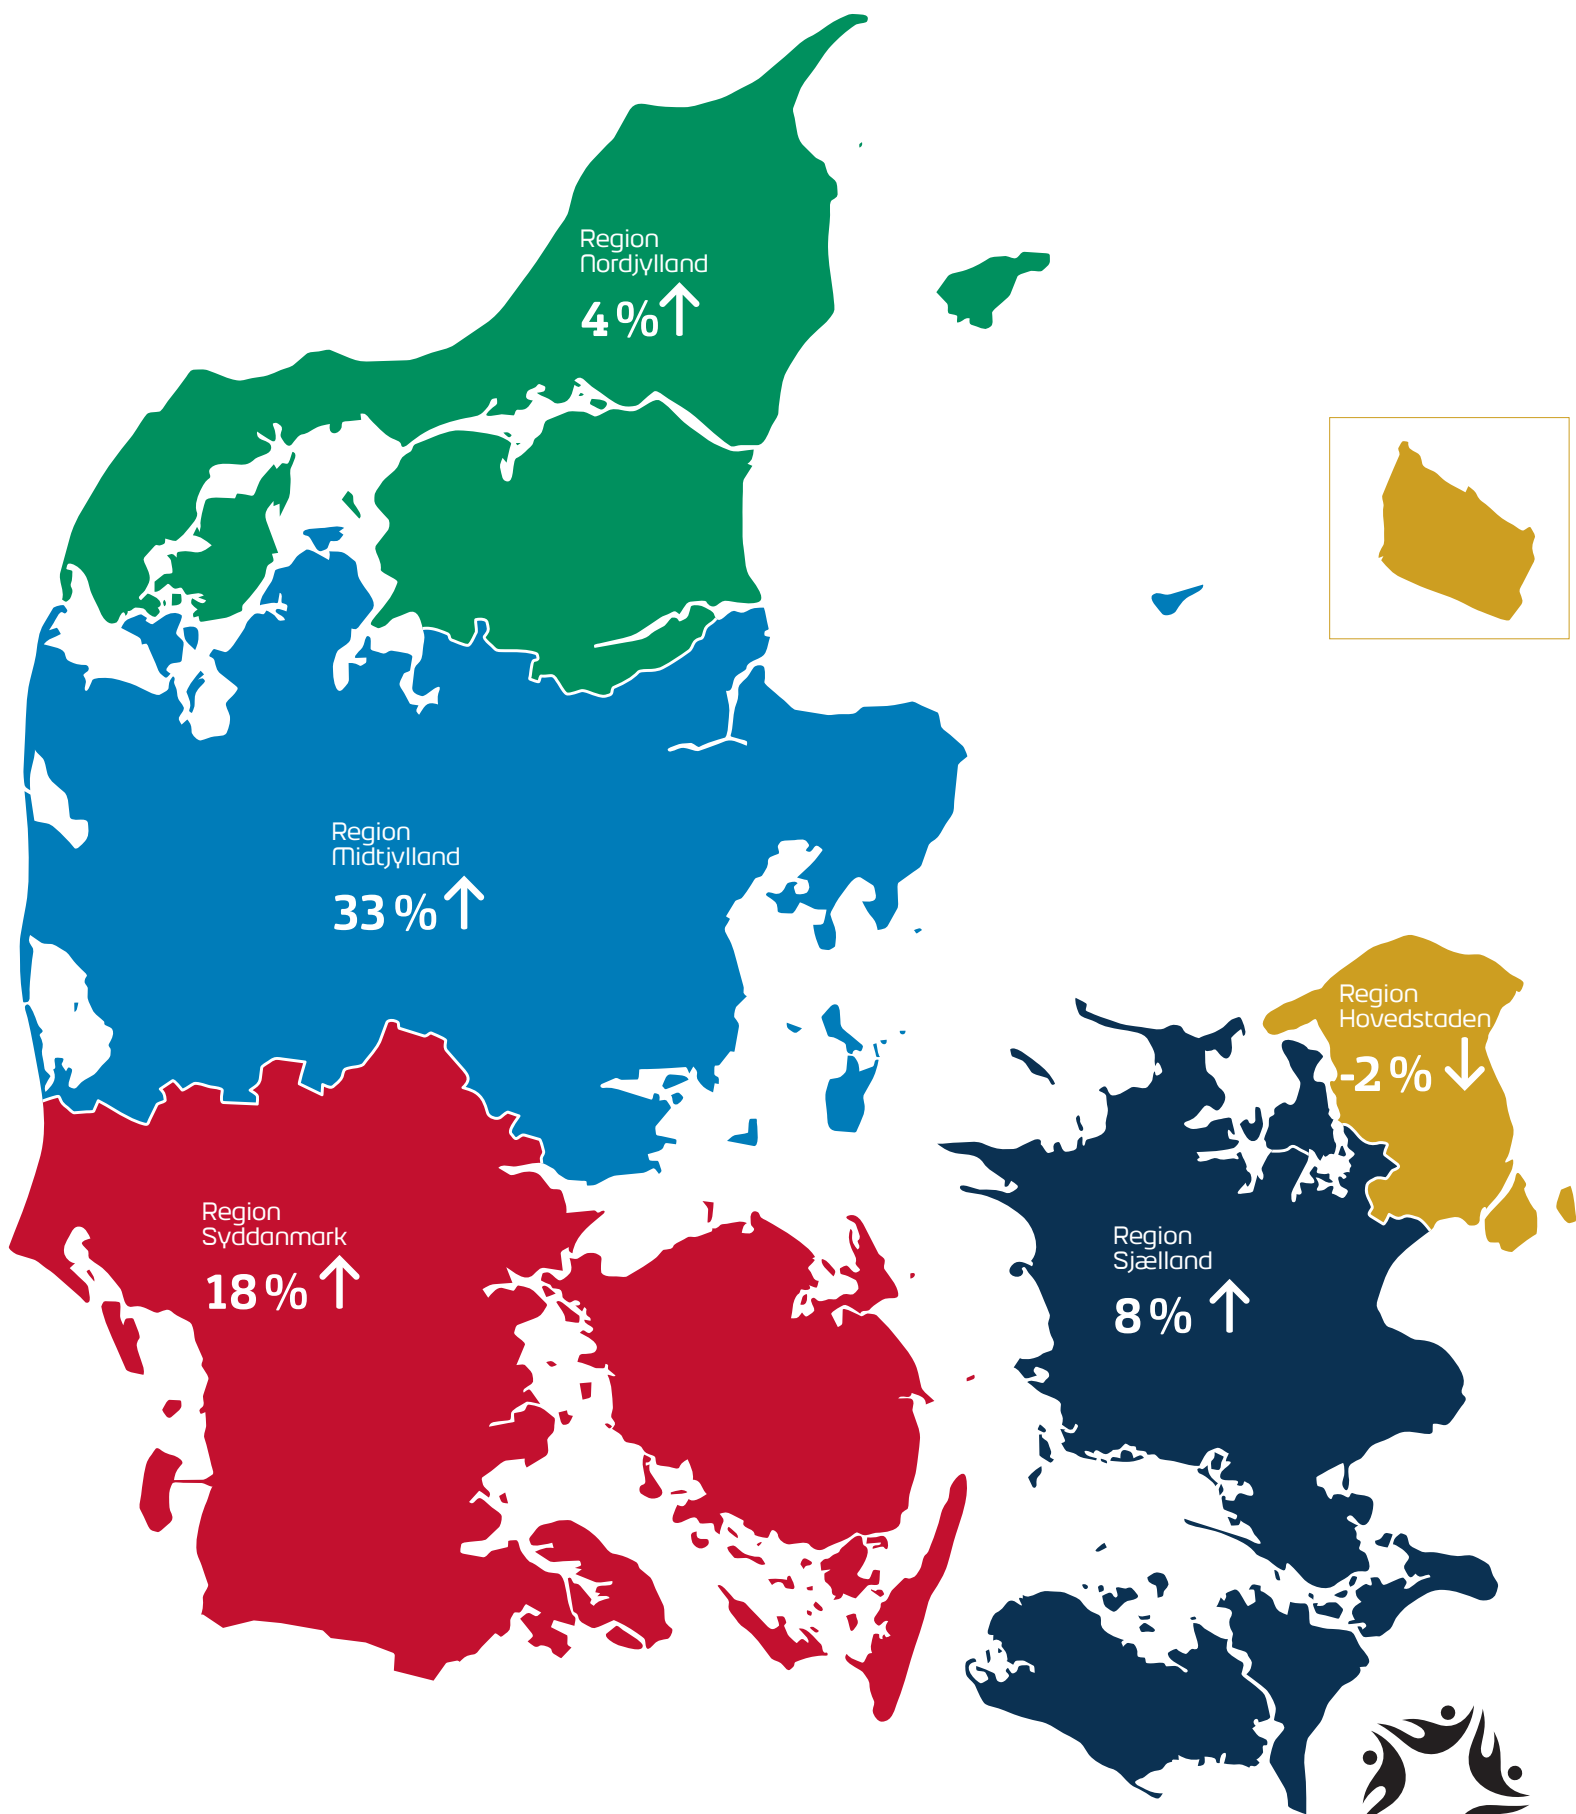 Region
Nordjylland
4 %
Region
Midtjylland
33 %
Region
Hovedstaden
-2 %
Region
Syddanmark
18 %
Region
Sjælland
8 %